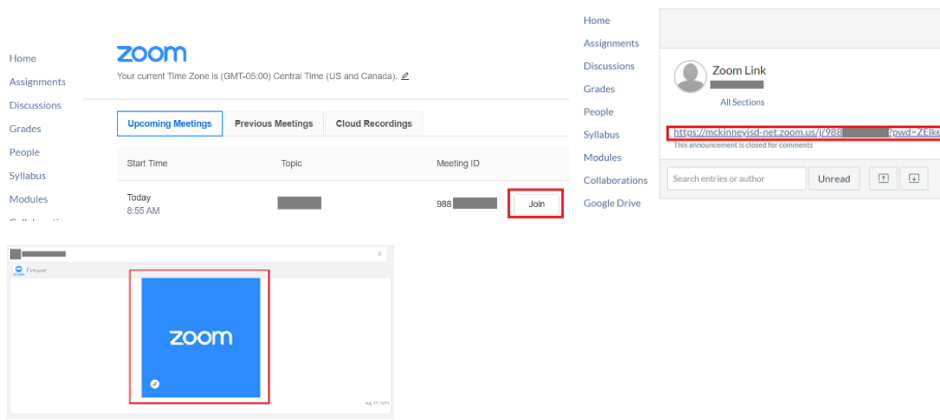 Home
Assignments
Discussions
Grades
People
Syllabus
Modules
zoom
Your current Time Zone is (GMT-05:00) Central Time (US and Canada).
Upcoming Meetings Previous Meetings Cloud Recordings
Start Time Topic Meeting ID
Today
8:55 AM
988
Join
Home
Assignments
Discussions
Grades
People
Syllabus
Modules
Collaborations
Google Drive
Zoom Link
All Sections
https://mckinneyisd-net.zoom.us/j/988 ?pwd=ZElke
This announcement is closed for comments
Search entries or author Unread
zoom